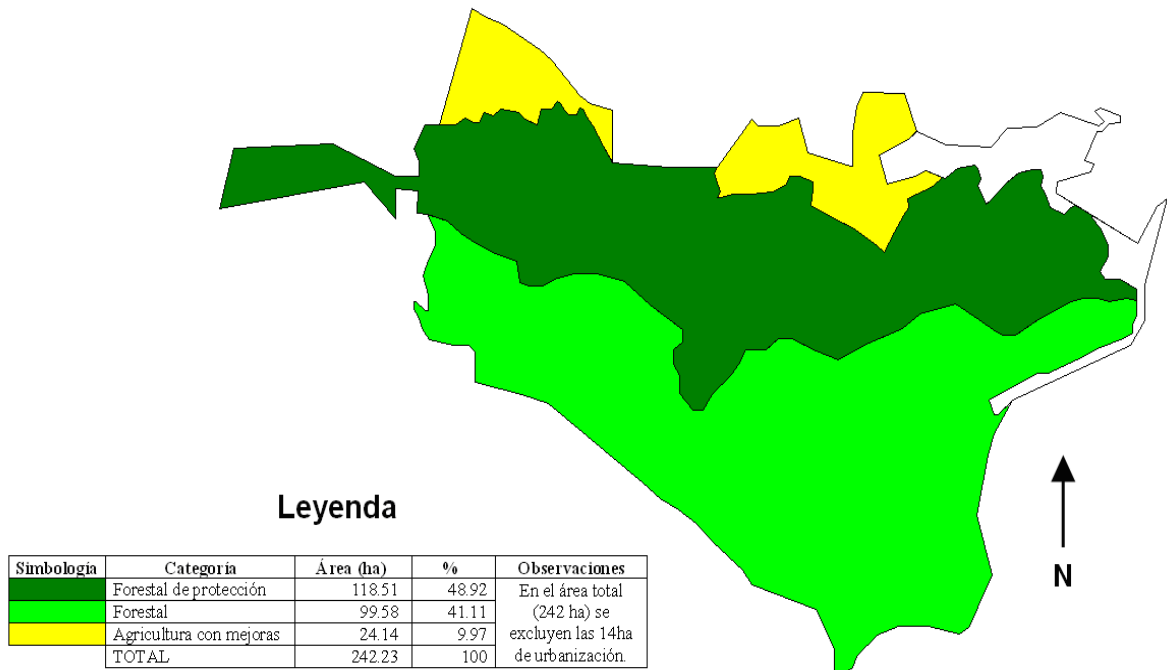 N
Leyenda
Simbología Categoría Área (ha) % Observaciones
Forestal de protección 118.51 48.92 En el área total
Forestal 99.58 41.11 (242 ha) se
Agricultura con mejoras 24.14 9.97 excluyen las 14ha
TOTAL 242.23 100 de urbanización.